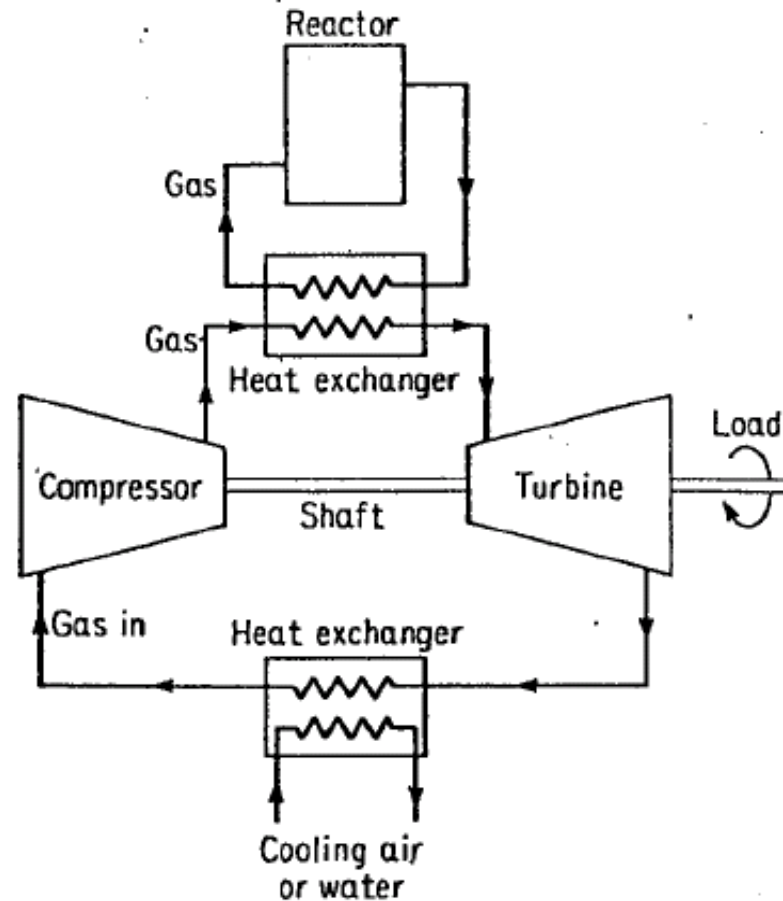 Reactor
Gas
Gas
Heat exchanger
Load
Compressor
Turbine
Shaft
Gas in
Heat exchanger
Cooling air
or water